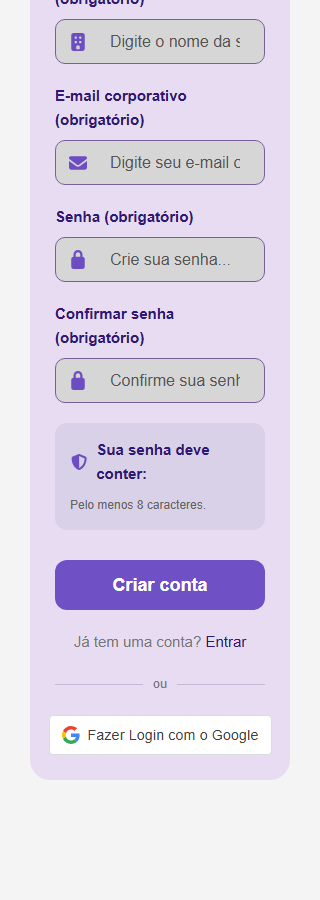 (obrigatório)
Digite o nome da s
E-mail corporativo
(obrigatório)
Digite seu e-mail c
Senha (obrigatório)
Crie sua senha...
Confirmar senha
(obrigatório)
Confirme sua senh
Sua senha deve
conter:
Pelo menos 8 caracteres.
Criar conta
Já tem uma conta? Entrar
ou
Fazer Login com o Google